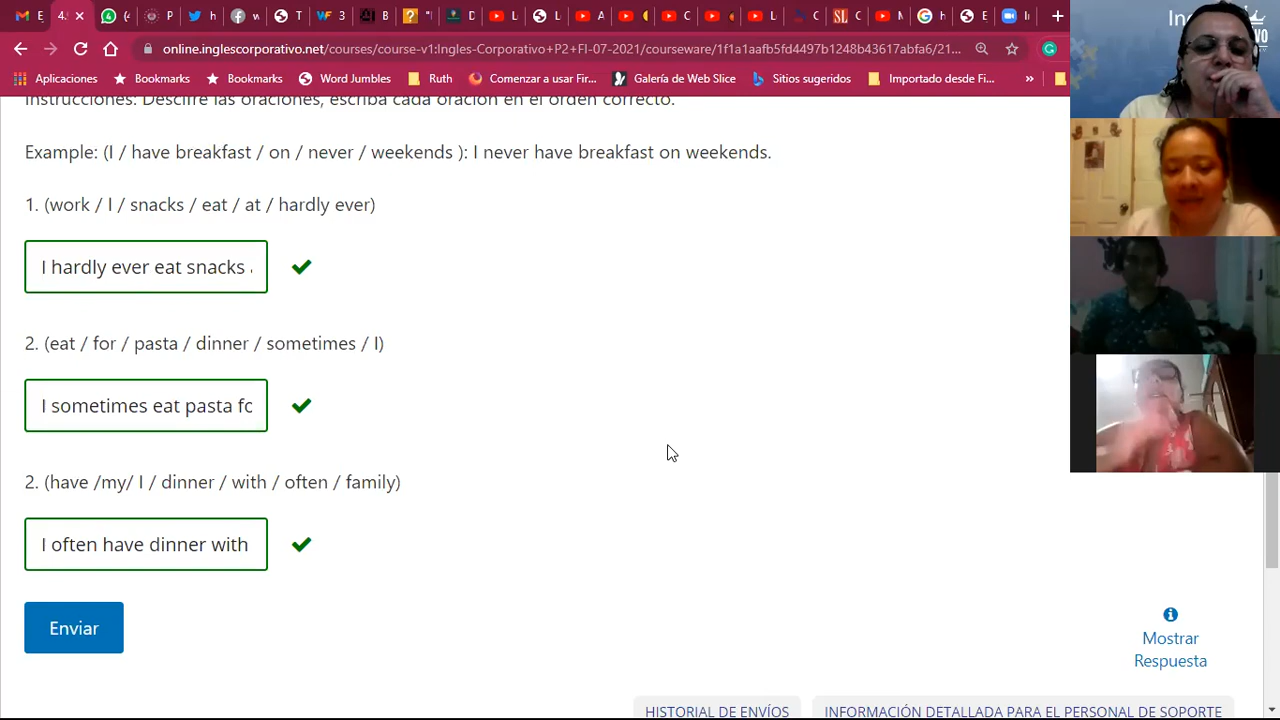 E
4.
(
P
h
w
T
3
B
"
D
L
L
A
(
C
L
C
C
M
h
E
Z
online.inglescorporativo.net/courses/course-v1:Ingles-Corporativo+P2+FI-07-2021/courseware/1f1a1aafb5fd4497b1248b43617abfa6/21...
Aplicaciones Bookmarks Bookmarks Word Jumbles Ruth Comenzar a usar Fir... Galería de Web Slice Sitios sugeridos Importado desde Fi... »
Instrucciones: Descifre las oraciones, escriba cada oración en el orden correcto.
Example: (I / have breakfast / on / never / weekends ): I never have breakfast on weekends.
1. (work / I / snacks / eat / at / hardly ever)
I hardly ever eat snacks
2. (eat / for / pasta / dinner / sometimes / I)
I sometimes eat pasta fo
2. (have /my/ I / dinner / with / often / family)
I often have dinner with
Enviar
Mostrar
Respuesta
HISTORIAL DE ENVÍOS INFORMACIÓN DETALLADA PARA EL PERSONAL DE SOPORTE